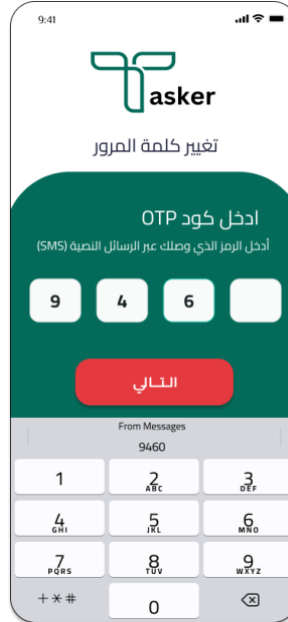 9:41
Tasker
تغيير كلمة المرور
ادخل كود OTP
أدخل الرمز الذي وصلك عبر الرسائل النصية (SMS)
9 4 6
التالي
From Messages
9460
1 2 3
ABC DEF
4 5 6
GHI JKL MNO
7 8 9
PQRS TUV WXYZ
+*# 0